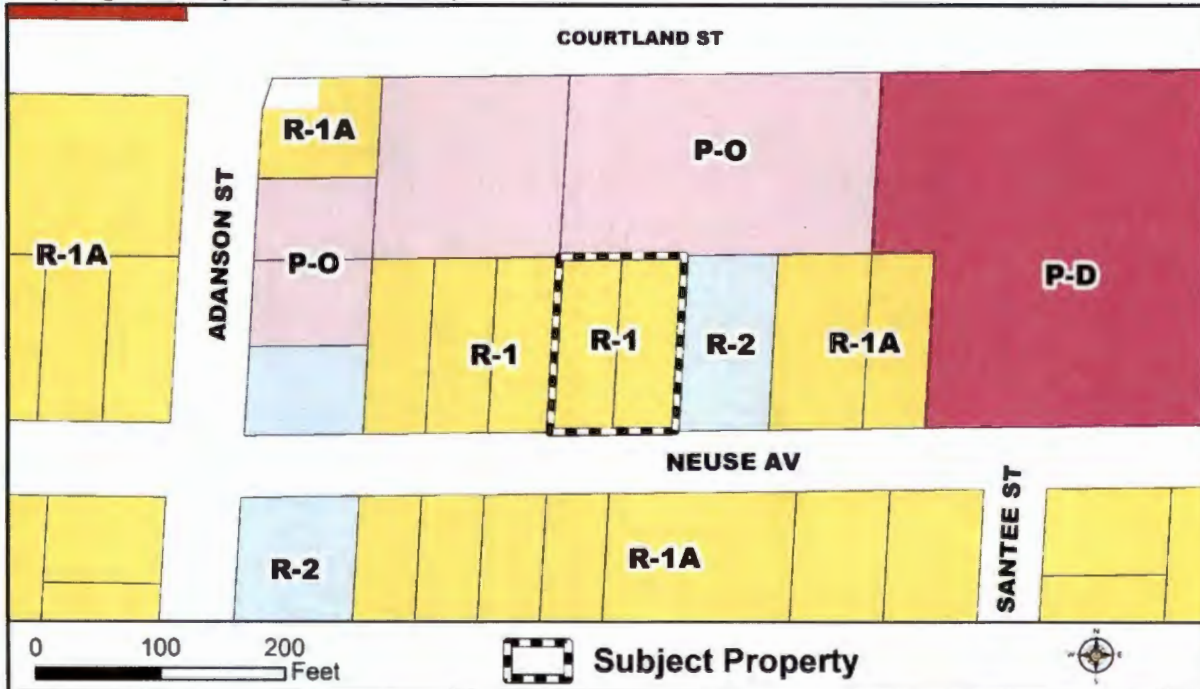 COURTLAND ST
R-1A
P-O
ADANSON ST
R-1A
P-O
P-D
R-1
R-1
R-2
R-1A
NEUSE AV
SANTEE ST
R-2
R-1A
0 100 200
Feet
Subject Property
N
W E
S